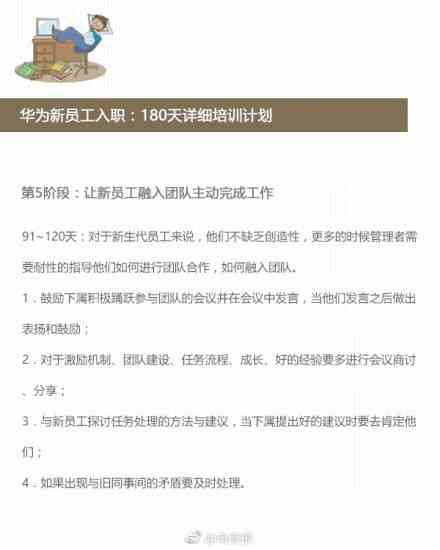 华为新员工入职：180天详细培训计划
第5阶段：让新员工融入团队主动完成工作
91~120天：对于新生代员工来说，他们不缺乏创造性，更多的时候管理者需
要耐性的指导他们如何进行团队合作，如何融入团队。
1．鼓励下属积极踊跃参与团队的会议并在会议中发言，当他们发言之后做出
表扬和鼓励；
2．对于激励机制、团队建设、任务流程、成长、好的经验要多进行会议商讨
、分享；
3．与新员工探讨任务处理的方法与建议，当下属提出好的建议时要去肯定他
们；
4．如果出现与旧同事间的矛盾要及时处理。